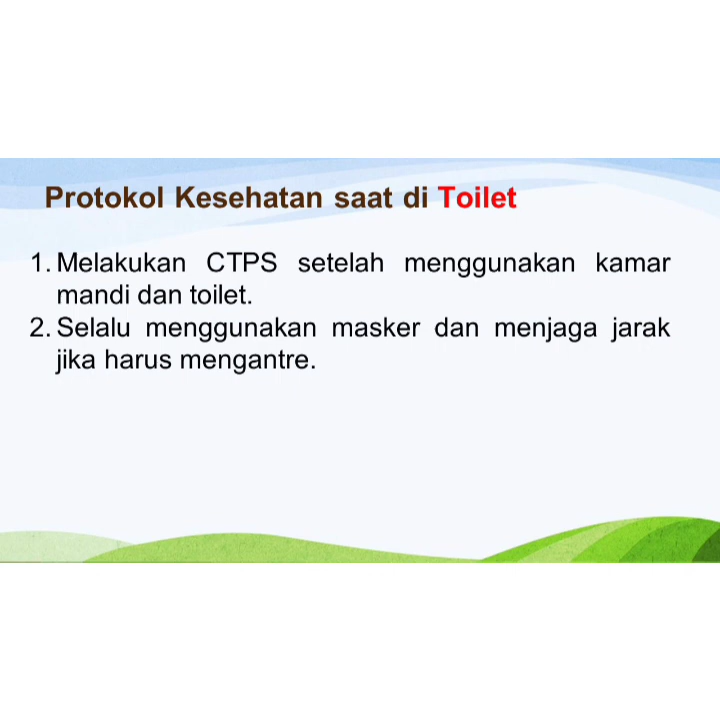 Protokol Kesehatan saat di Toilet
1. Melakukan CTPS setelah menggunakan kamar
mandi dan toilet.
2. Selalu menggunakan masker dan menjaga jarak
jika harus mengantre.